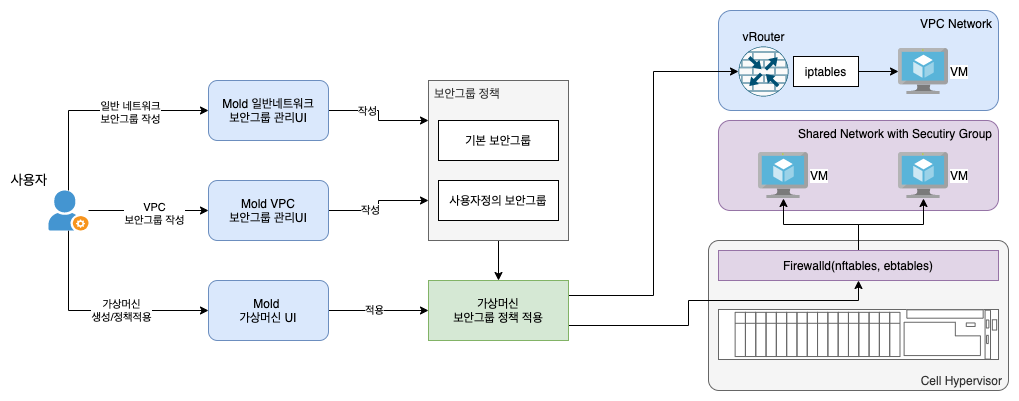 사용자
일반 네트워크
보안그룹 작성
VPC
보안그룹 작성
가상머신
생성/정책적용
Mold 일반네트워크
보안그룹 관리UI
Mold VPC
보안그룹 관리UI
Mold
가상머신 UI
작성
작성
적용
보안그룹 정책
기본 보안그룹
사용자정의 보안그룹
가상머신
보안그룹 정책 적용
VPC Network
vRouter
iptables
VM
Shared Network with Secutiry Group
VM
VM
Firewalld(nftables, ebtables)
Cell Hypervisor